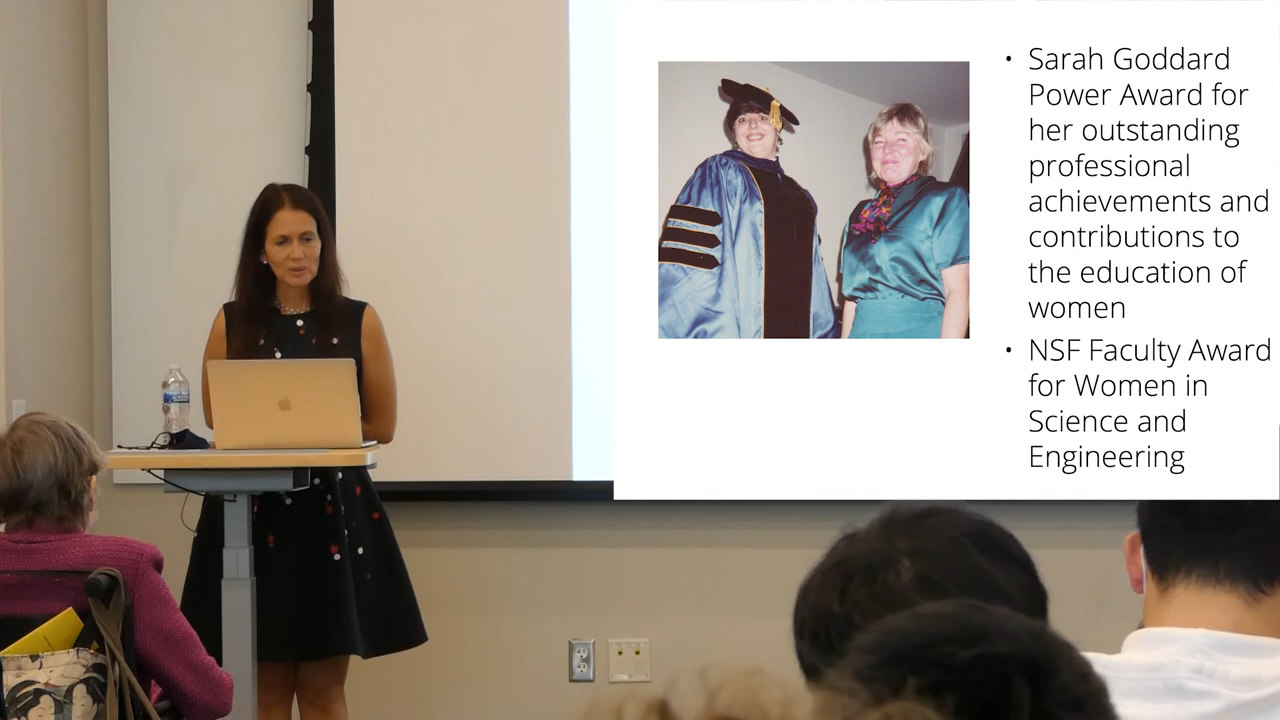 • Sarah Goddard
Power Award for
her outstanding
professional
achievements and
contributions to
the education of
women
• NSF Faculty Award
for Women in
Science and
Engineering